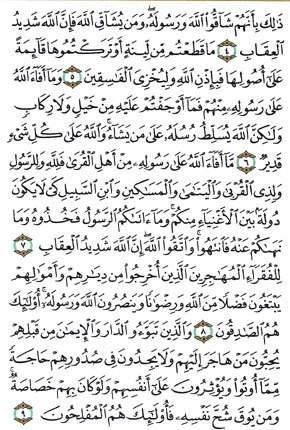 ذَٰلِكَ بِأَنَّهُمْ شَاقُّوا۟ ٱللَّهَ وَرَسُولَهُۥ ۖ وَمَن يُشَآقِّ ٱللَّهَ فَإِنَّ ٱللَّهَ شَدِيدُ
ٱلْعِقَابِ ٤ مَا قَطَعْتُم مِّن لِّينَةٍ أَوْ تَرَكْتُمُوهَا قَآئِمَةً
عَلَىٰٓ أُصُولِهَا فَبِإِذْنِ ٱللَّهِ وَلِيُخْزِىَ ٱلْفَٰسِقِينَ ٥ وَمَآ أَفَآءَ ٱللَّهُ
عَلَىٰ رَسُولِهِۦ مِنْهُمْ فَمَآ أَوْجَفْتُمْ عَلَيْهِ مِنْ خَيْلٍ وَلَا رِكَابٍ
وَلَٰكِنَّ ٱللَّهَ يُسَلِّطُ رُسُلَهُۥ عَلَىٰ مَن يَشَآءُ ۚ وَٱللَّهُ عَلَىٰ كُلِّ شَىْءٍ
قَدِيرٌ ٦ مَّآ أَفَآءَ ٱللَّهُ عَلَىٰ رَسُولِهِۦ مِنْ أَهْلِ ٱلْقُرَىٰ فَلِلَّهِ وَلِلرَّسُولِ
وَلِذِى ٱلْقُرْبَىٰ وَٱلْيَتَٰمَىٰ وَٱلْمَسَٰكِينِ وَٱبْنِ ٱلسَّبِيلِ كَىْ لَا يَكُونَ
دُولَةًۢ بَيْنَ ٱلْأَغْنِيَآءِ مِنكُمْ ۚ وَمَآ ءَاتَىٰكُمُ ٱلرَّسُولُ فَخُذُوهُ وَمَا
نَهَىٰكُمْ عَنْهُ فَٱنتَهُوا۟ ۚ وَٱتَّقُوا۟ ٱللَّهَ ۖ إِنَّ ٱللَّهَ شَدِيدُ ٱلْعِقَابِ ٧
لِلْفُقَرَآءِ ٱلْمُهَٰجِرِينَ ٱلَّذِينَ أُخْرِجُوا۟ مِن دِيَٰرِهِمْ وَأَمْوَٰلِهِمْ
يَبْتَغُونَ فَضْلًا مِّنَ ٱللَّهِ وَرِضْوَٰنًا وَيَنصُرُونَ ٱللَّهَ وَرَسُولَهُۥٓ ۚ أُو۟لَٰٓئِكَ
هُمُ ٱلصَّٰدِقُونَ ٨ وَٱلَّذِينَ تَبَوَّءُو ٱلدَّارَ وَٱلْإِيمَٰنَ مِن قَبْلِهِمْ
يُحِبُّونَ مَنْ هَاجَرَ إِلَيْهِمْ وَلَا يَجِدُونَ فِى صُدُورِهِمْ حَاجَةً
مِّمَّآ أُوتُوا۟ وَيُؤْثِرُونَ عَلَىٰٓ أَنفُسِهِمْ وَلَوْ كَانَ بِهِمْ خَصَاصَةٌ ۚ
وَمَن يُوقَ شُحَّ نَفْسِهِۦ فَأُو۟لَٰٓئِكَ هُمُ ٱلْمُفْلِحُونَ ٩